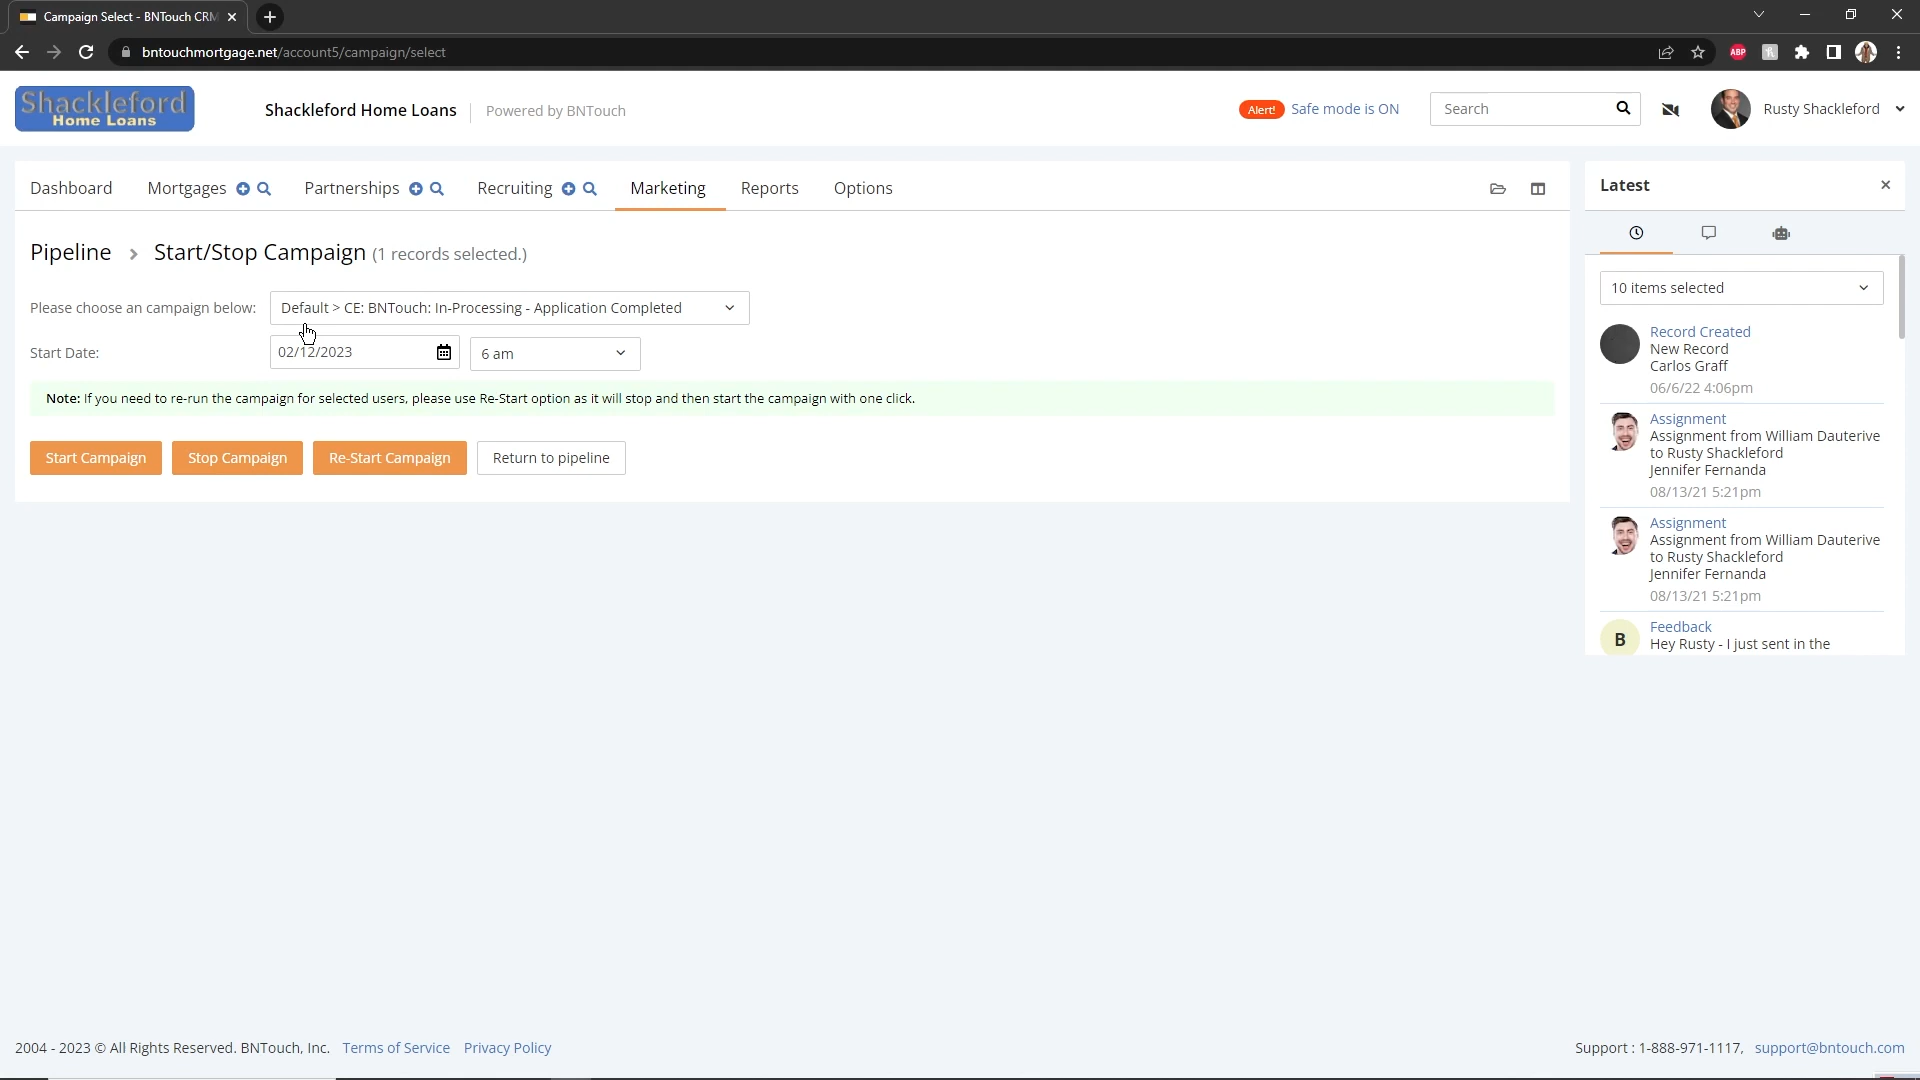 Campaign Select - BNTouch CRM
bntouchmortgage.net/account5/campaign/select
ABP
Shackleford
Home Loans
Shackleford Home Loans
Powered by BNTouch
Alert!
Safe mode is ON
Search
Rusty Shackleford
Dashboard
Mortgages
Partnerships
Recruiting
Marketing
Reports
Options
Latest
Pipeline > Start/Stop Campaign (1 records selected.)
Please choose an campaign below:
Default > CE: BNTouch: In-Processing - Application Completed
Start Date:
02/12/2023
6 am
Note: If you need to re-run the campaign for selected users, please use Re-Start option as it will stop and then start the campaign with one click.
Start Campaign
Stop Campaign
Re-Start Campaign
Return to pipeline
10 items selected
Record Created
New Record
Carlos Graff
06/6/22 4:06pm
Assignment
Assignment from William Dauterive
to Rusty Shackleford
Jennifer Fernanda
08/13/21 5:21pm
Assignment
Assignment from William Dauterive
to Rusty Shackleford
Jennifer Fernanda
08/13/21 5:21pm
B
Feedback
Hey Rusty - I just sent in the
2004 - 2023 © All Rights Reserved. BNTouch, Inc.
Terms of Service
Privacy Policy
Support : 1-888-971-1117,
support@bntouch.com